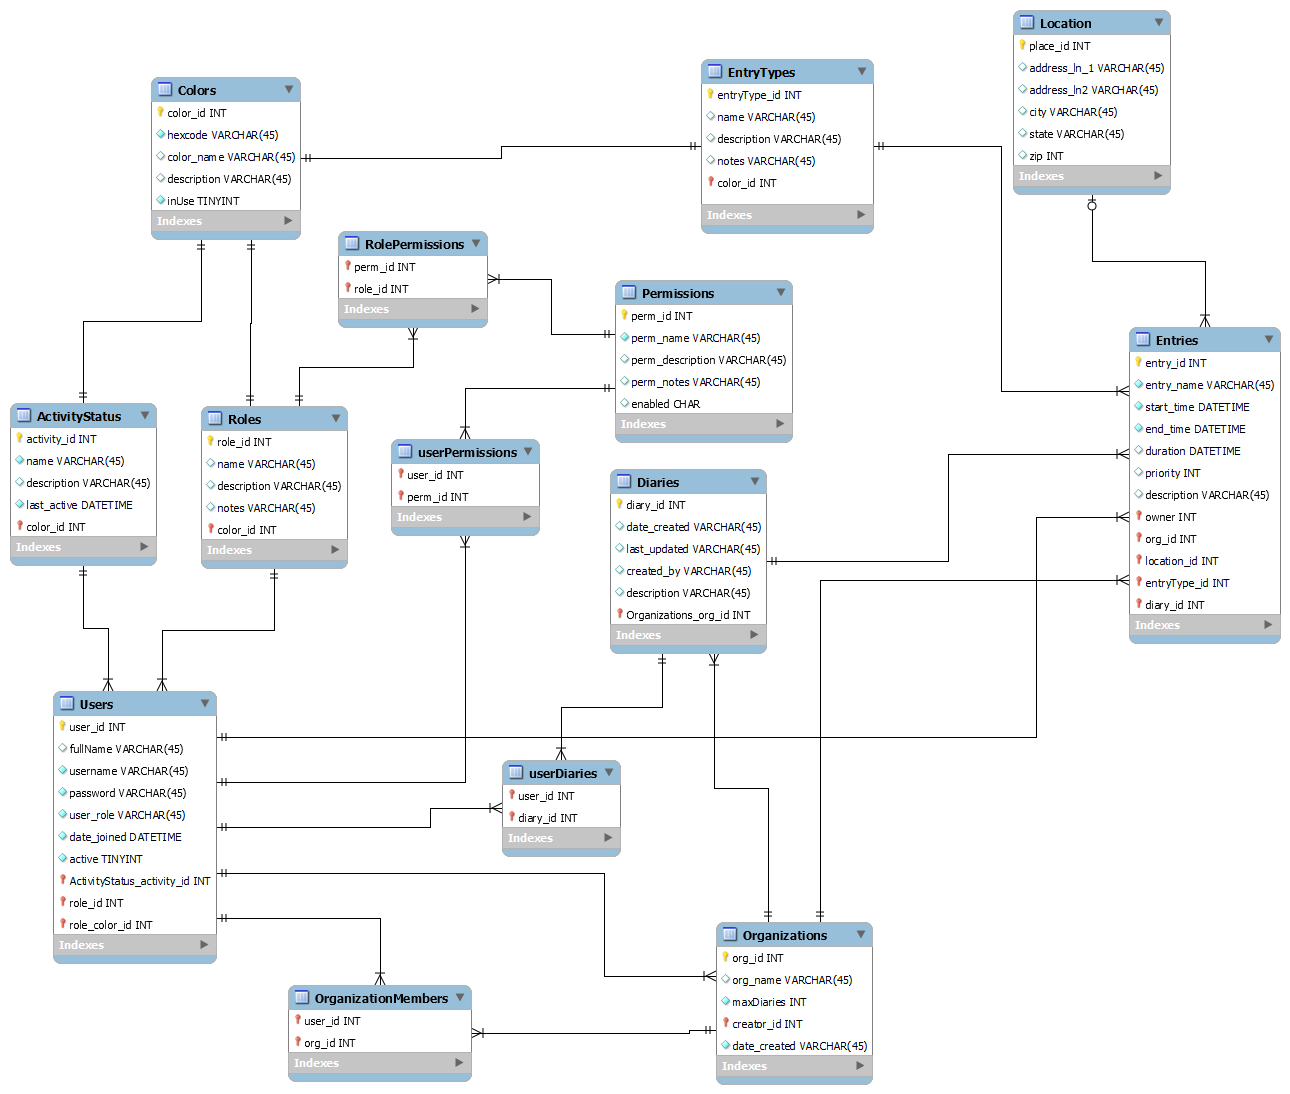 Location
place_id INT
address_ln_1 VARCHAR(45)
address_ln2 VARCHAR(45)
city VARCHAR(45)
state VARCHAR(45)
zip INT
Indexes
EntryTypes
entryType_id INT
name VARCHAR(45)
description VARCHAR(45)
notes VARCHAR(45)
color_id INT
Indexes
Colors
color_id INT
hexcode VARCHAR(45)
color_name VARCHAR(45)
description VARCHAR(45)
inUse TINYINT
Indexes
RolePermissions
perm_id INT
role_id INT
Indexes
Permissions
perm_id INT
perm_name VARCHAR(45)
perm_description VARCHAR(45)
perm_notes VARCHAR(45)
enabled CHAR
Indexes
Entries
entry_id INT
entry_name VARCHAR(45)
start_time DATETIME
end_time DATETIME
duration DATETIME
priority INT
description VARCHAR(45)
owner INT
org_id INT
location_id INT
entryType_id INT
diary_id INT
Indexes
ActivityStatus
activity_id INT
name VARCHAR(45)
description VARCHAR(45)
last_active DATETIME
color_id INT
Indexes
Roles
role_id INT
name VARCHAR(45)
description VARCHAR(45)
notes VARCHAR(45)
color_id INT
Indexes
userPermissions
user_id INT
perm_id INT
Indexes
Diaries
diary_id INT
date_created VARCHAR(45)
last_updated VARCHAR(45)
created_by VARCHAR(45)
description VARCHAR(45)
Organizations_org_id INT
Indexes
Users
user_id INT
fullName VARCHAR(45)
username VARCHAR(45)
password VARCHAR(45)
user_role VARCHAR(45)
date_joined DATETIME
active TINYINT
ActivityStatus_activity_id INT
role_id INT
role_color_id INT
Indexes
userDiaries
user_id INT
diary_id INT
Indexes
Organizations
org_id INT
org_name VARCHAR(45)
maxDiaries INT
creator_id INT
date_created VARCHAR(45)
Indexes
OrganizationMembers
user_id INT
org_id INT
Indexes